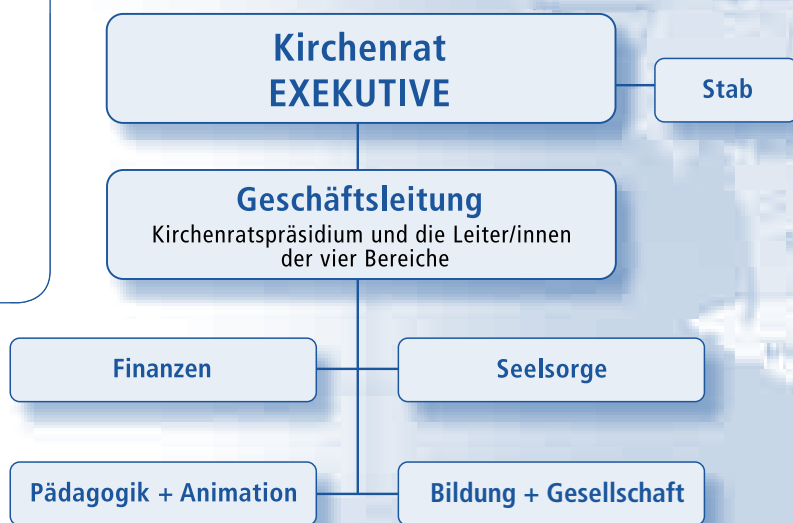 Kirchenrat
EXEKUTIVE
Stab
Geschäftsleitung
Kirchenratspräsidium und die Leiter/innen
der vier Bereiche
Finanzen
Seelsorge
Pädagogik + Animation
Bildung + Gesellschaft